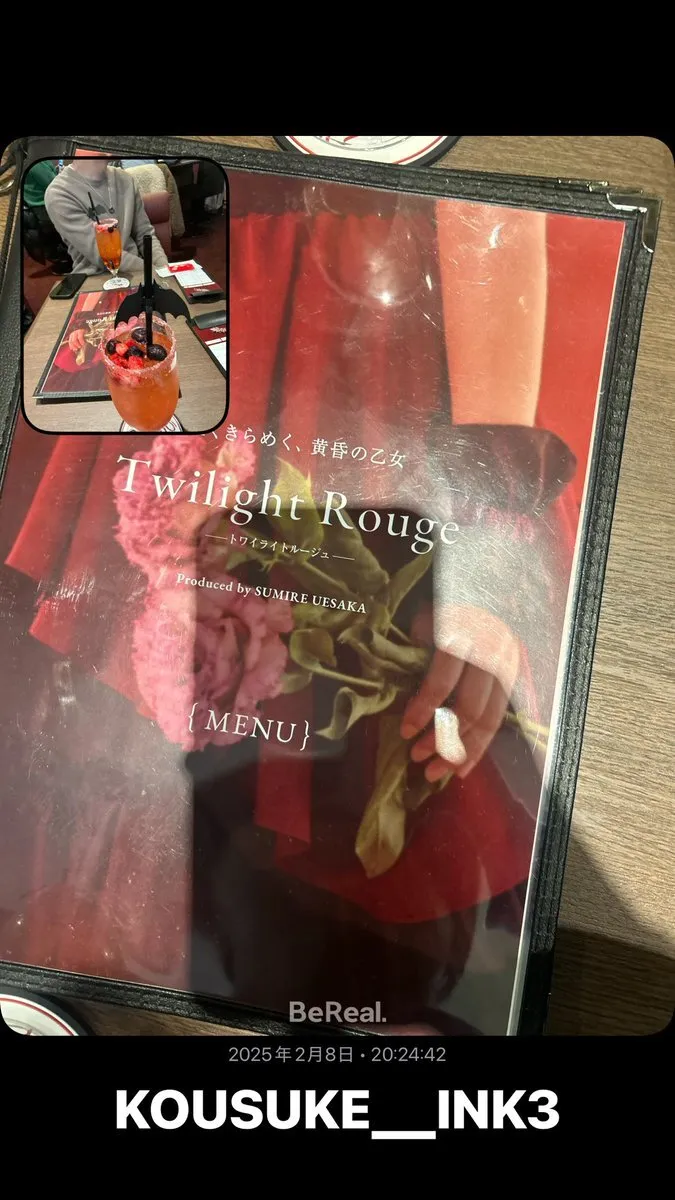 、きらめく、黄昏の乙女
Twilight Rouge
──トワイライトルージュ──
Produced by SUMIRE UESAKA
{ MENU }
BeReal.
2025年2月8日 • 20:24:42
KOUSUKE__INK3